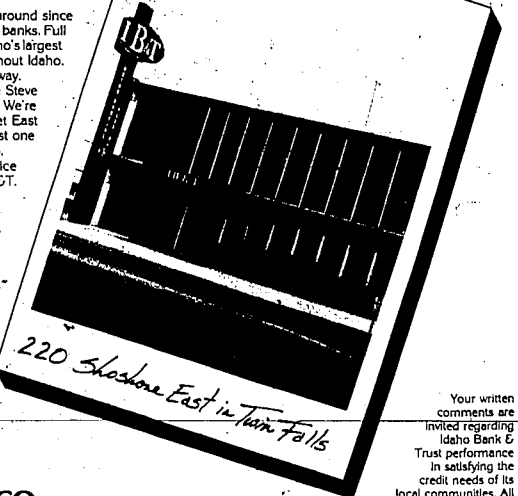 around since
banks. Full
ho's largest
hout Idaho.
way.
Steve
We're
et East
st one
ice
&T.
IB&T
220 Shoshone East in Twin Falls
Your written
comments are
invited regarding
Idaho Bank &
Trust performance
in satisfying the
credit needs of its
local communities. All